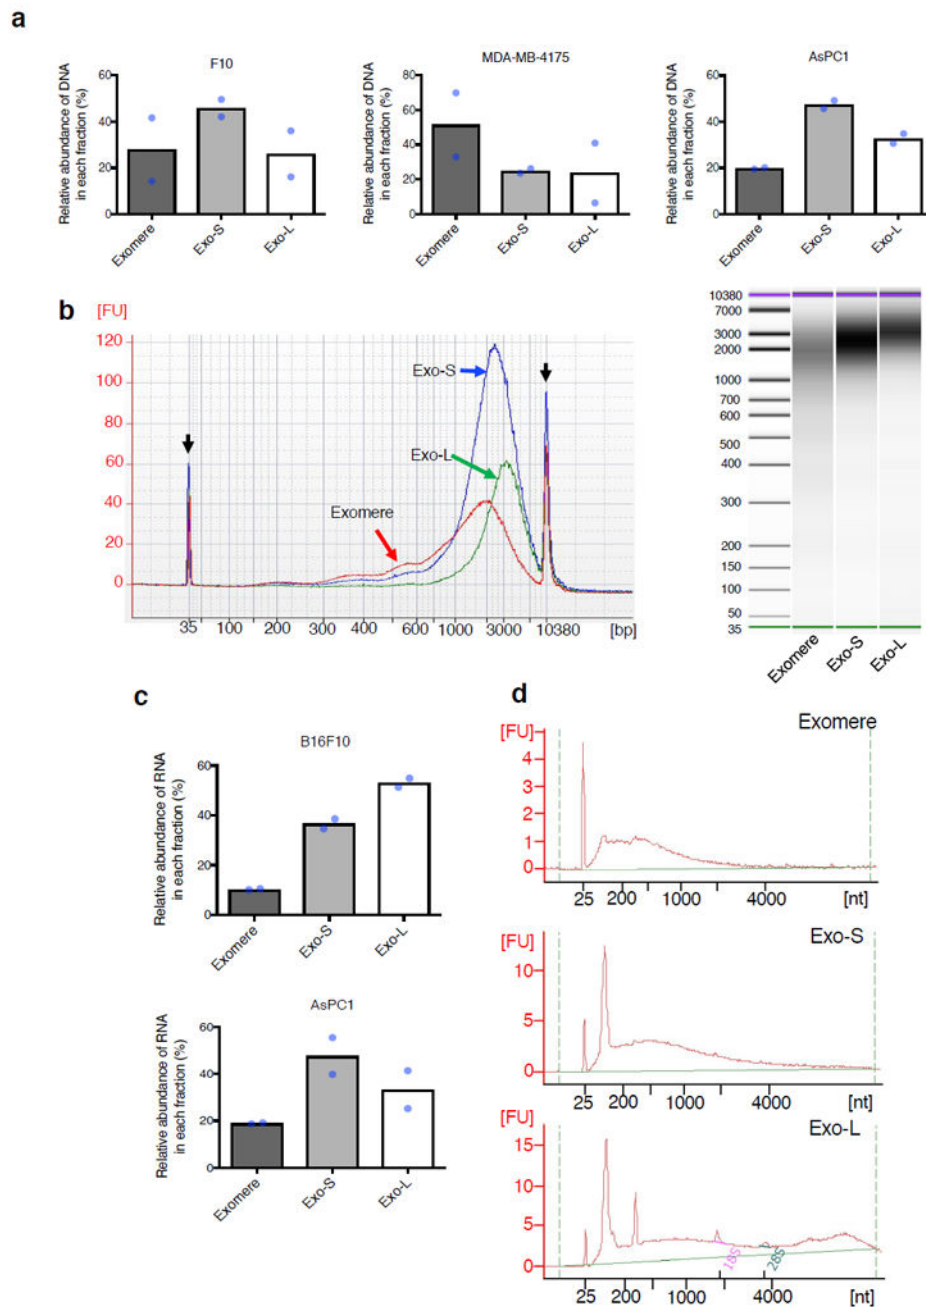 a
F10
Relative abundance of DNA
in each fraction (%)
60
40
20
0
Exomere
Exo-S
Exo-L
MDA-MB-4175
Relative abundance of DNA
in each fraction (%)
80
60
40
20
0
Exomere
Exo-S
Exo-L
AsPC1
Relative abundance of DNA
in each fraction (%)
60
40
20
0
Exomere
Exo-S
Exo-L
b
[FU]
120
100
80
60
40
20
0
Exo-S
Exo-L
Exomere
35 100 200 300 400 600 1000 3000 10380 [bp]
10380
7000
3000
2000
1000
700
600
500
400
300
200
150
100
50
35
Exomere
Exo-S
Exo-L
c
B16F10
Relative abundance of RNA
in each fraction (%)
60
40
20
0
Exomere
Exo-S
Exo-L
AsPC1
Relative abundance of RNA
in each fraction (%)
60
40
20
0
Exomere
Exo-S
Exo-L
d
Exomere
[FU]
4
3
2
1
0
25 200 1000 4000 [nt]
Exo-S
[FU]
10
5
0
25 200 1000 4000 [nt]
Exo-L
[FU]
15
10
5
0
18S
28S
25 200 1000 4000 [nt]